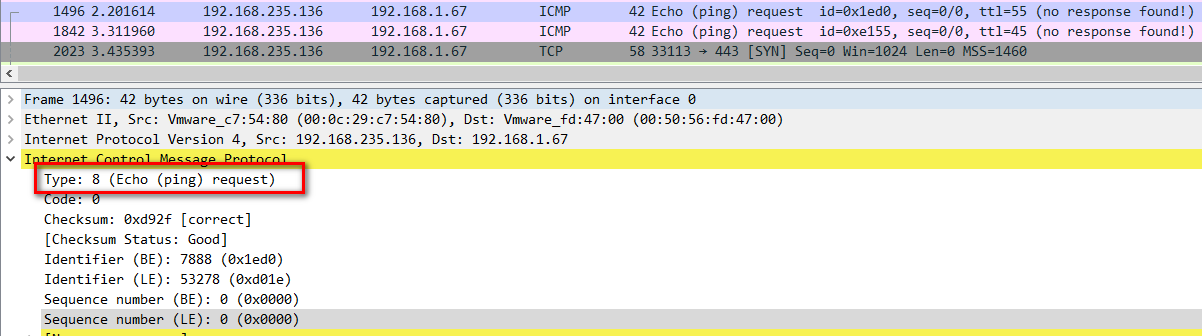 1496 2.201614 192.168.235.136 192.168.1.67 ICMP 42 Echo (ping) request id=0x1ed0, seq=0/0, ttl=55 (no response found!)
1842 3.311960 192.168.235.136 192.168.1.67 ICMP 42 Echo (ping) request id=0xe155, seq=0/0, ttl=45 (no response found!)
2023 3.435393 192.168.235.136 192.168.1.67 TCP 58 33113 → 443 [SYN] Seq=0 Win=1024 Len=0 MSS=1460
Frame 1496: 42 bytes on wire (336 bits), 42 bytes captured (336 bits) on interface 0
Ethernet II, Src: Vmware_c7:54:80 (00:0c:29:c7:54:80), Dst: Vmware_fd:47:00 (00:50:56:fd:47:00)
Internet Protocol Version 4, Src: 192.168.235.136, Dst: 192.168.1.67
Internet Control Message Protocol
Type: 8 (Echo (ping) request)
Code: 0
Checksum: 0xd92f [correct]
[Checksum Status: Good]
Identifier (BE): 7888 (0x1ed0)
Identifier (LE): 53278 (0xd01e)
Sequence number (BE): 0 (0x0000)
Sequence number (LE): 0 (0x0000)